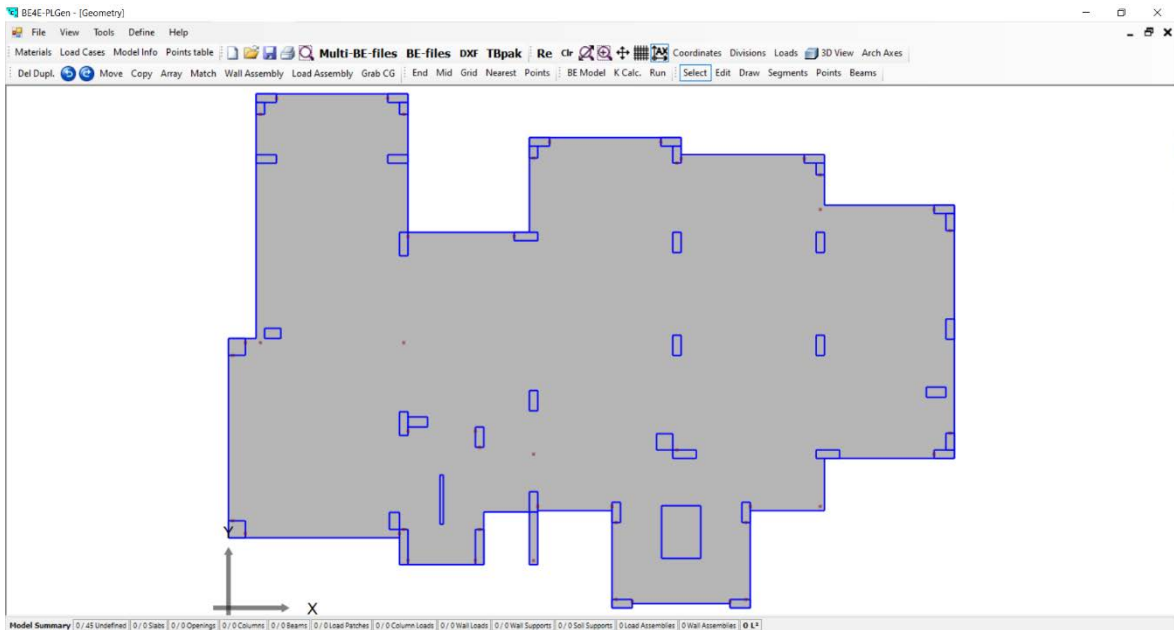 BE4E-PLGen - [Geometry]
File View Tools Define Help
Materials Load Cases Model Info Points table Multi-BE-files BE-files DXF TBpak Re Clr AX Coordinates Divisions Loads 3D View Arch Axes
Del Dupl. Move Copy Array Match Wall Assembly Load Assembly Grab CG End Mid Grid Nearest Points BE Model K Calc. Run Select Edit Draw Segments Points Beams
Y
X
Model Summary 0 / 45 Undefined 0 / 0 Slabs 0 / 0 Openings 0 / 0 Columns 0 / 0 Beams 0 / 0 Load Patches 0 / 0 Column Loads 0 / 0 Wall Loads 0 / 0 Wall Supports 0 / 0 Soil Supports 0 Load Assemblies 0 Wall Assemblies 0 L²